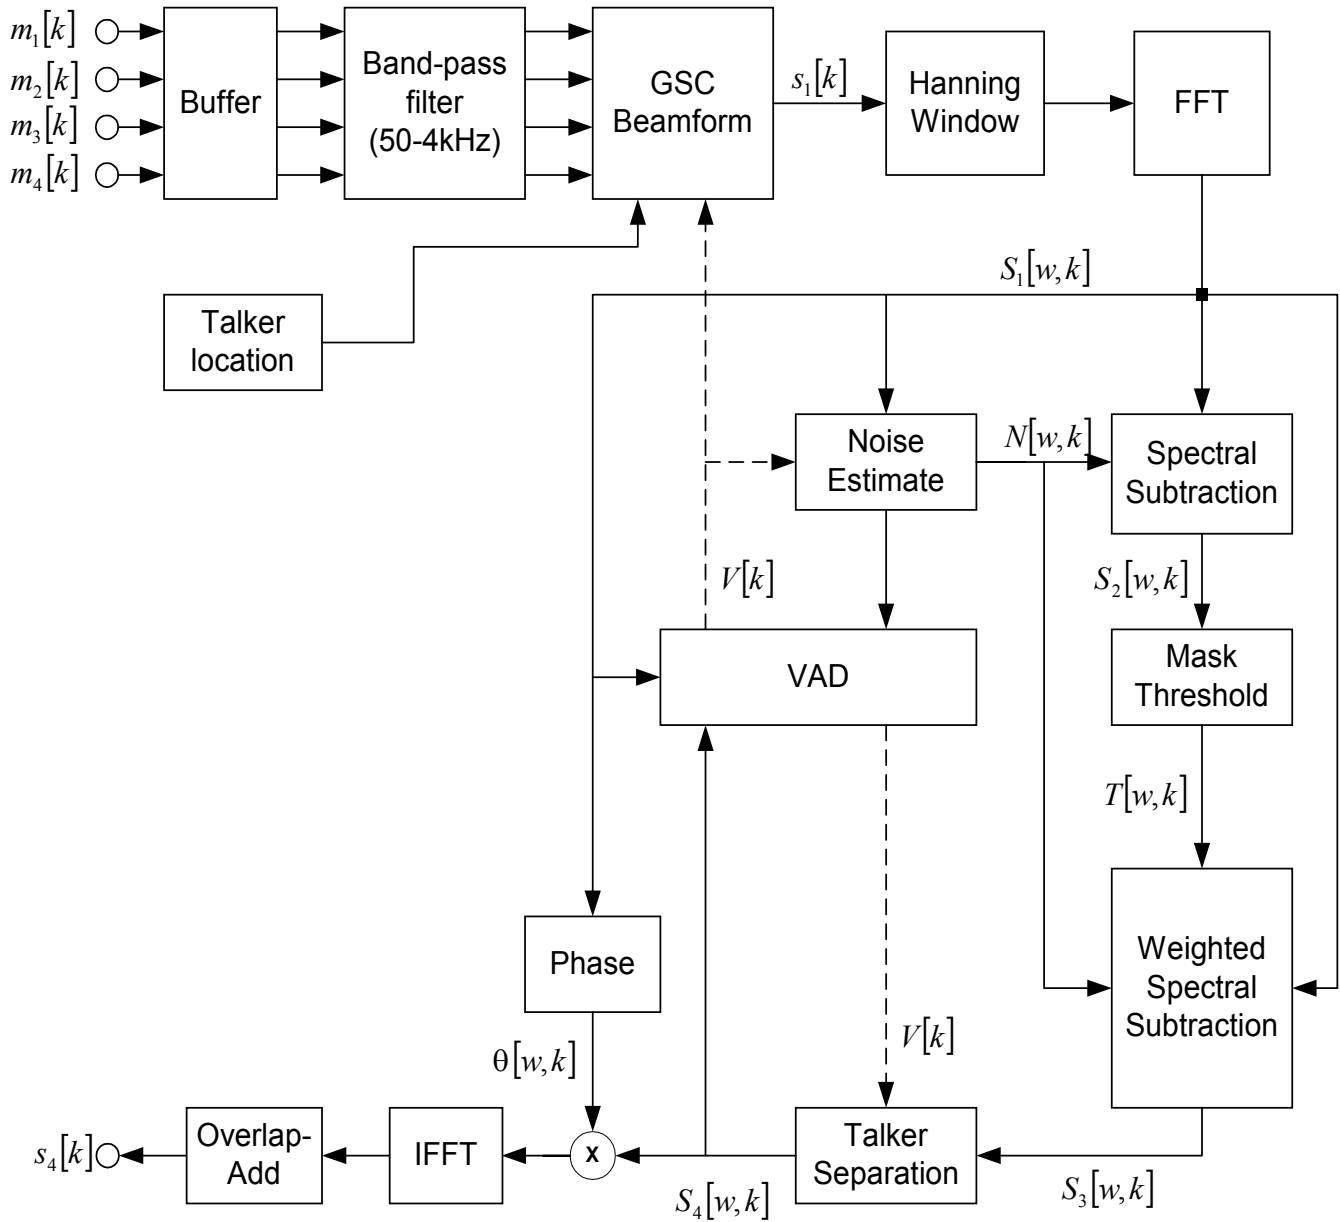 m₁[k]
m₂[k]
m₃[k]
m₄[k]
Buffer
Band-pass
filter
(50-4kHz)
GSC
Beamform
s₁[k]
Hanning
Window
FFT
Talker
location
S₁[w,k]
Noise
Estimate
N[w,k]
Spectral
Subtraction
V[k]
S₂[w,k]
VAD
Mask
Threshold
T[w,k]
Phase
Weighted
Spectral
Subtraction
θ[w,k]
V[k]
s₄[k]
Overlap-
Add
IFFT
x
S₄[w,k]
Talker
Separation
S₃[w,k]